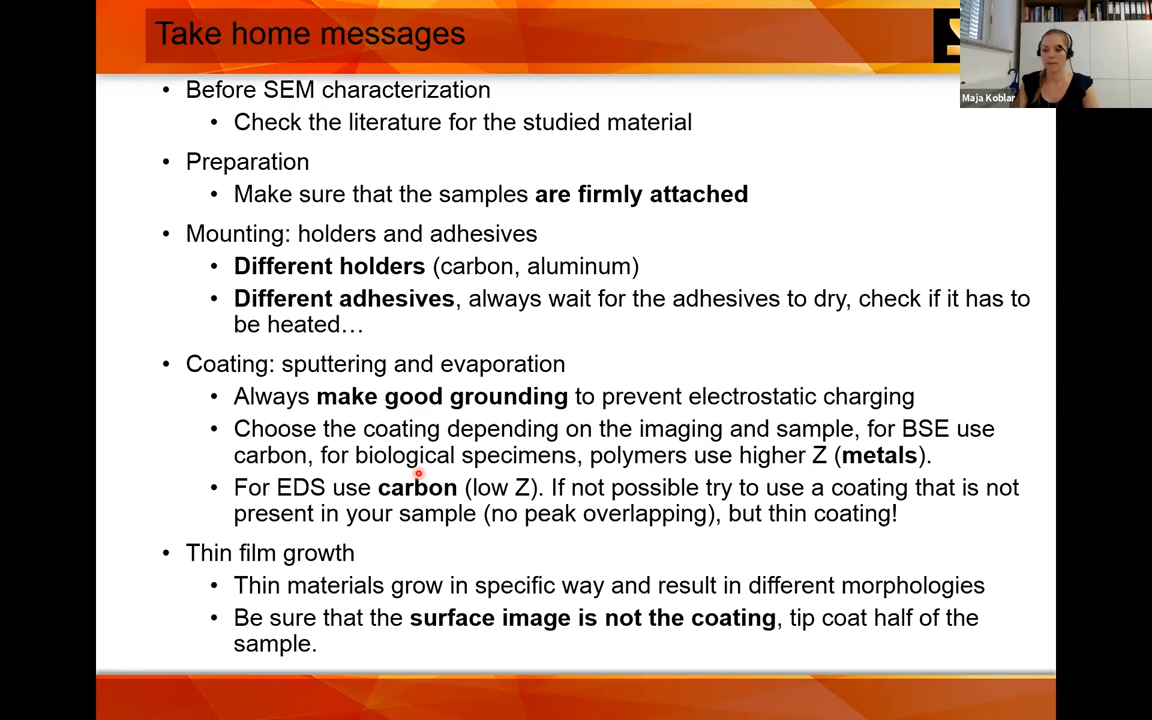 Take home messages
Maja Koblar
• Before SEM characterization
• Check the literature for the studied material
• Preparation
• Make sure that the samples are firmly attached
• Mounting: holders and adhesives
• Different holders (carbon, aluminum)
• Different adhesives, always wait for the adhesives to dry, check if it has to
be heated…
• Coating: sputtering and evaporation
• Always make good grounding to prevent electrostatic charging
• Choose the coating depending on the imaging and sample, for BSE use
carbon, for biological specimens, polymers use higher Z (metals).
• For EDS use carbon (low Z). If not possible try to use a coating that is not
present in your sample (no peak overlapping), but thin coating!
• Thin film growth
• Thin materials grow in specific way and result in different morphologies
• Be sure that the surface image is not the coating, tip coat half of the
sample.